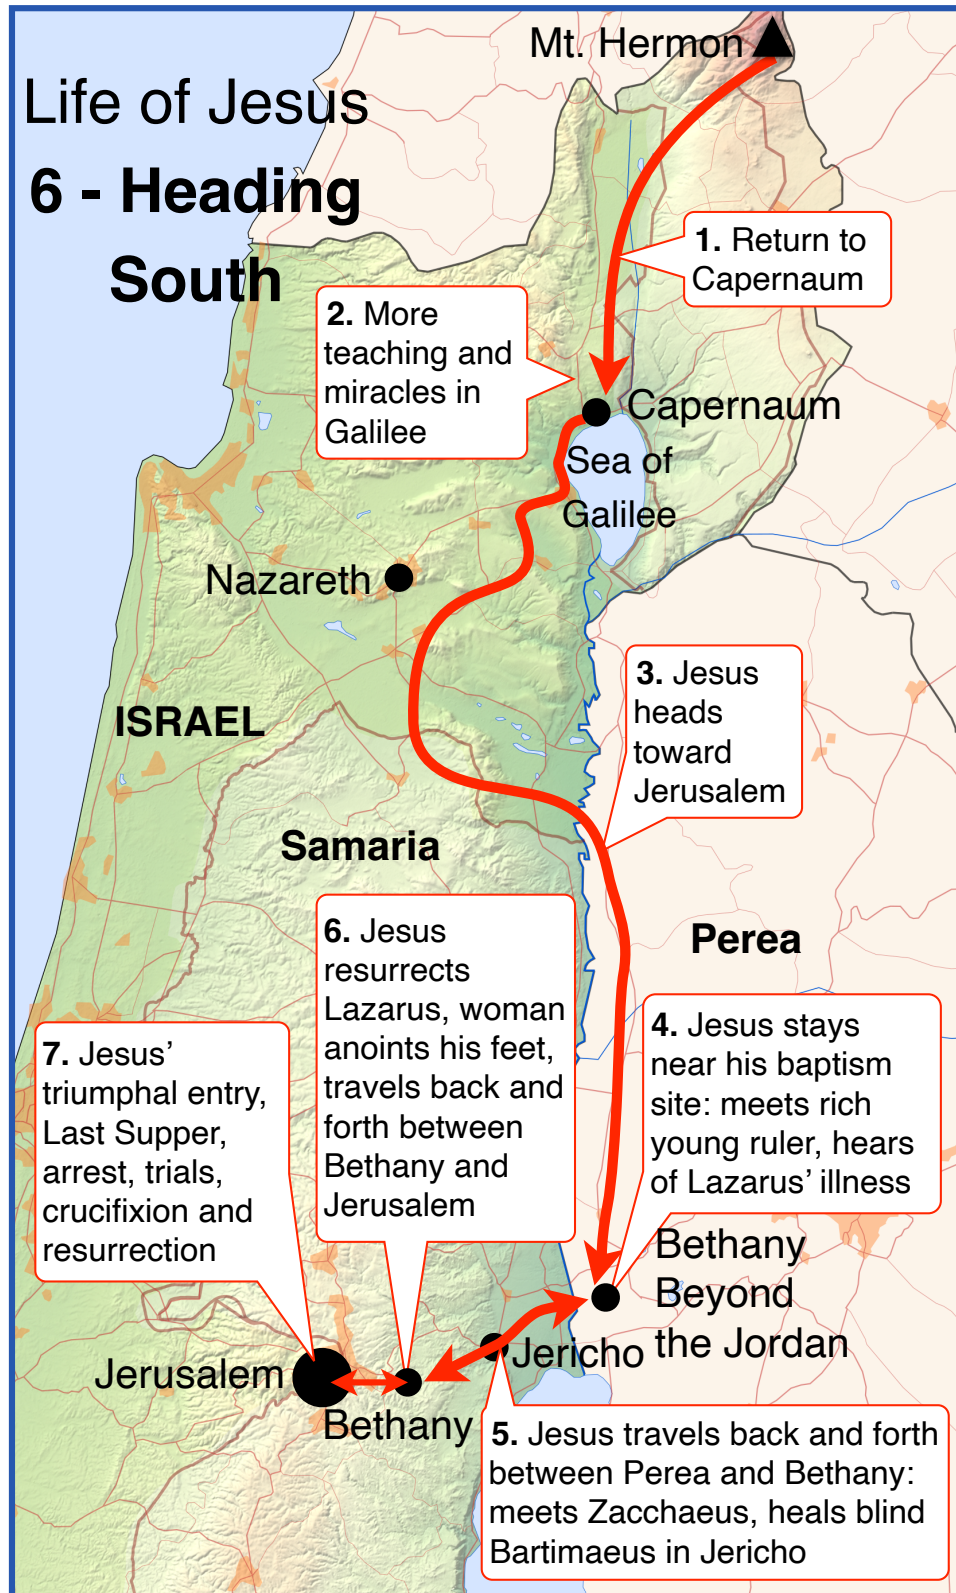 Mt. Hermon
Life of Jesus
6 - Heading
South
1. Return to
Capernaum
2. More
teaching and
miracles in
Galilee
Capernaum
Sea of
Galilee
Nazareth
3. Jesus
heads
toward
Jerusalem
ISRAEL
Samaria
Perea
6. Jesus
resurrects
Lazarus, woman
anoints his feet,
travels back and
forth between
Bethany and
Jerusalem
4. Jesus stays
near his baptism
site: meets rich
young ruler, hears
of Lazarus’ illness
7. Jesus’
triumphal entry,
Last Supper,
arrest, trials,
crucifixion and
resurrection
Bethany
Beyond
the Jordan
Jericho
Jerusalem
Bethany
5. Jesus travels back and forth
between Perea and Bethany:
meets Zacchaeus, heals blind
Bartimaeus in Jericho